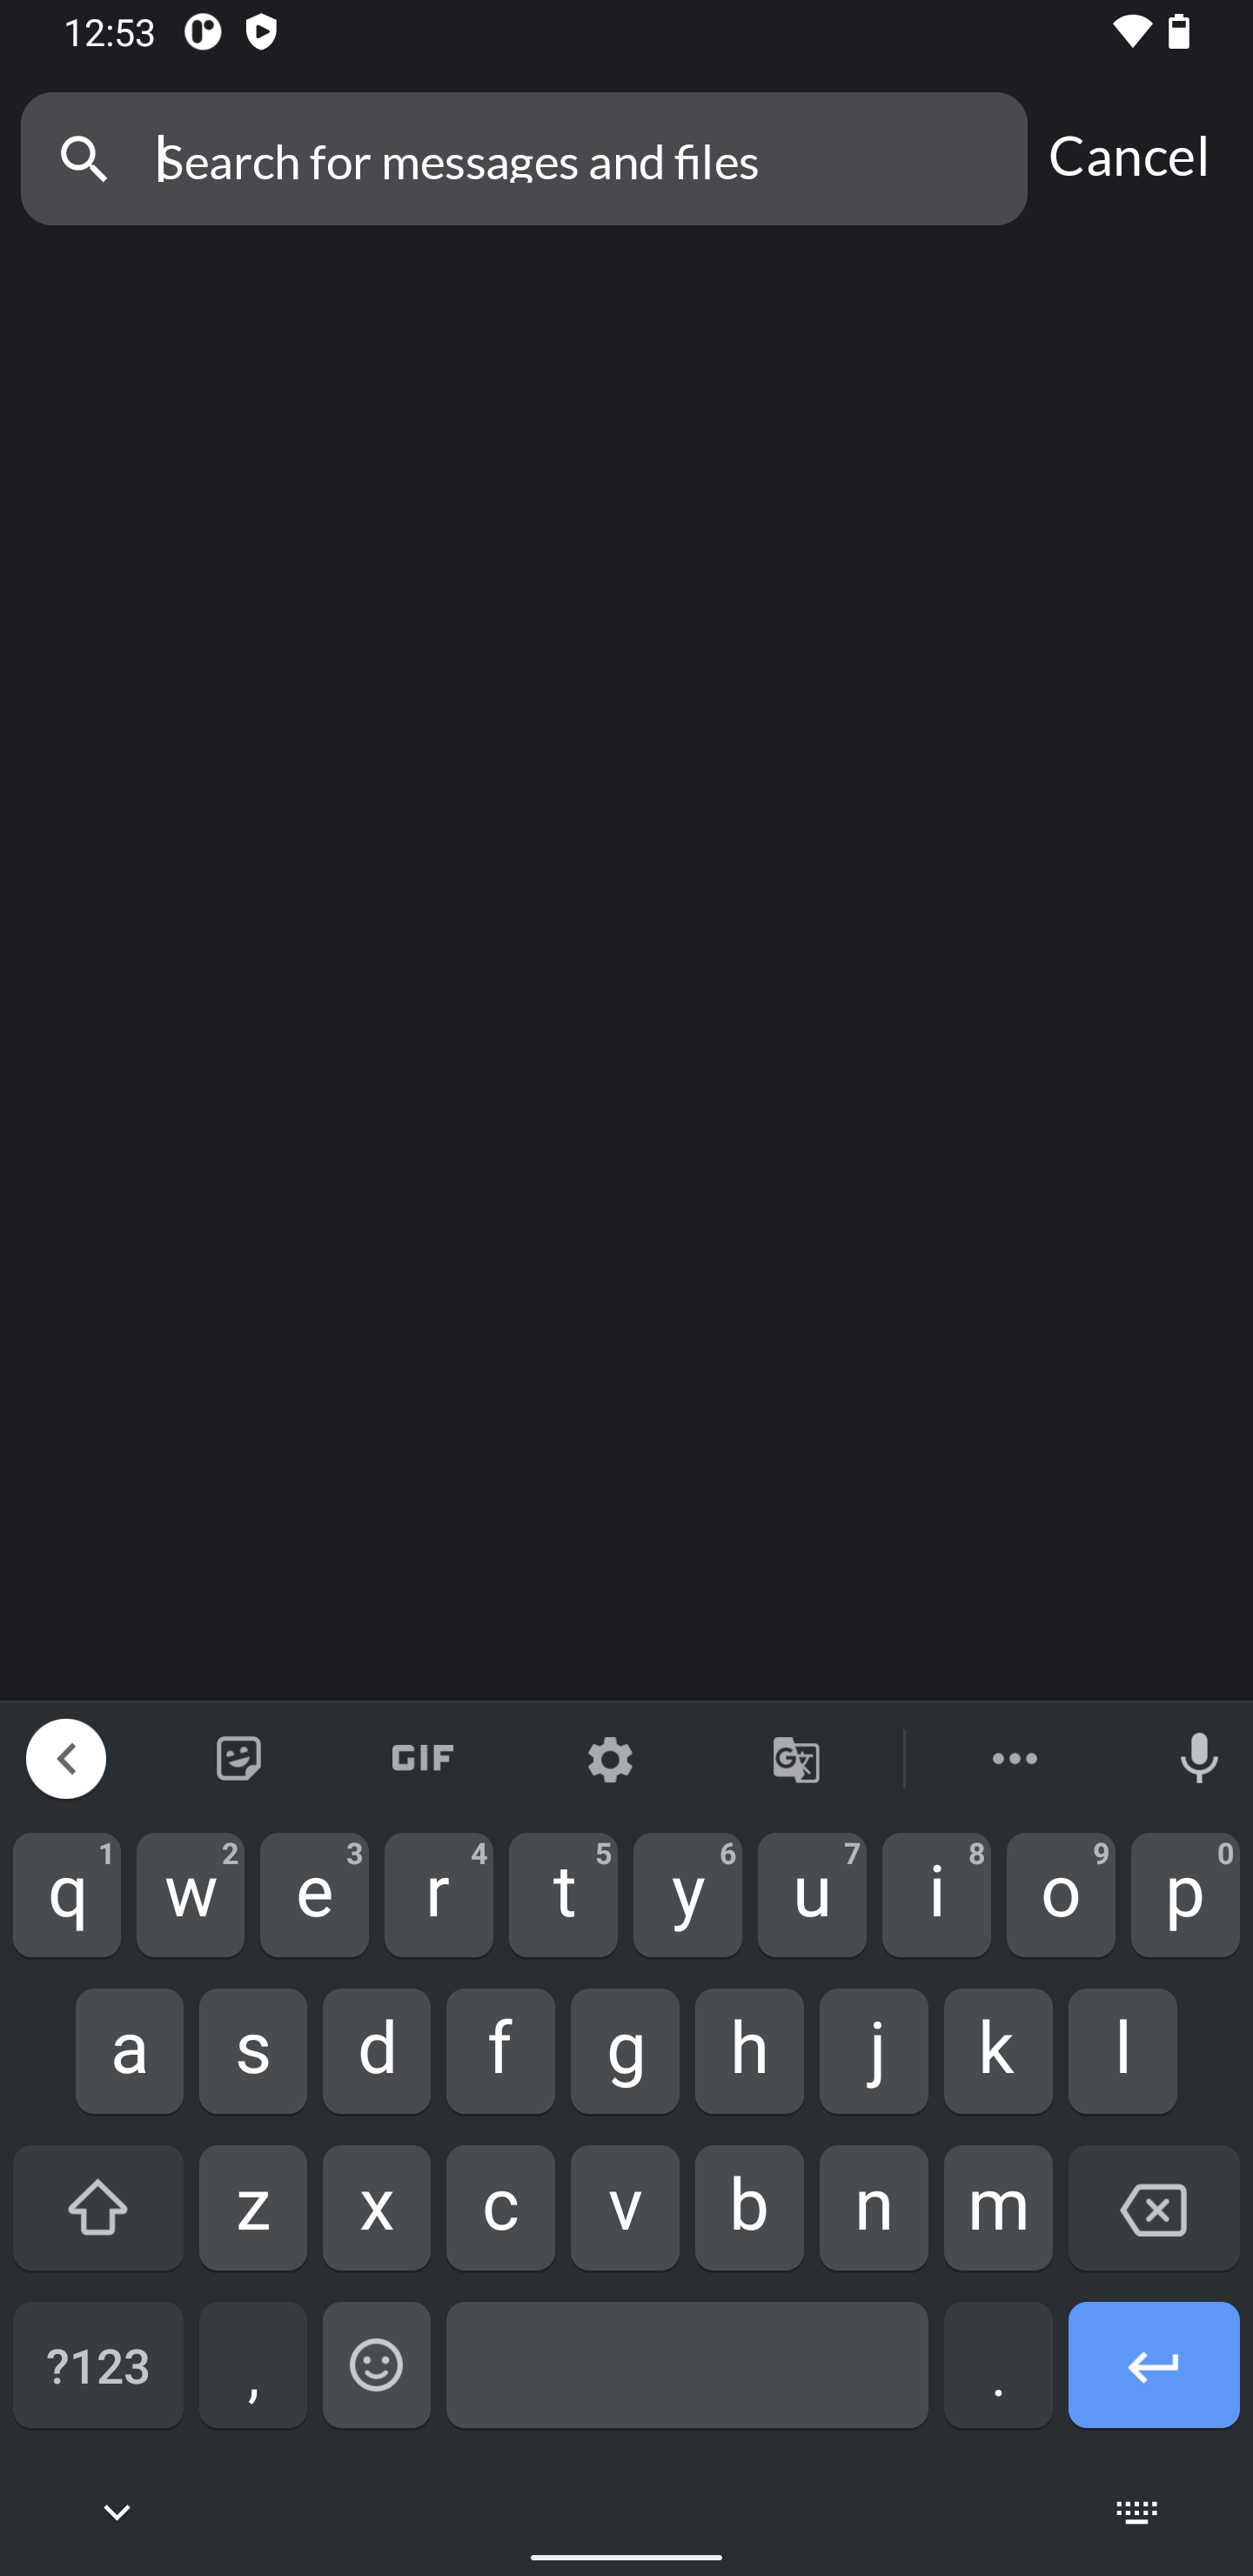 12:53
Search for messages and files
Cancel
GIF
q 1 w 2 e 3 r 4 t 5 y 6 u 7 i 8 o 9 p 0
a s d f g h j k l
z x c v b n m
?123 , .